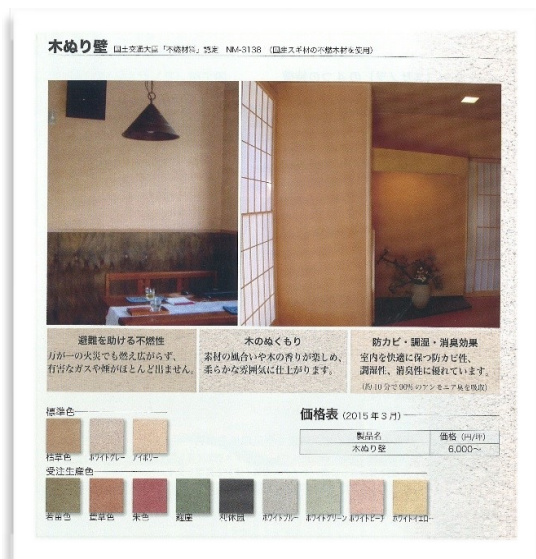 木ぬり壁 国土交通大臣「不燃材料」認定 NM-3138 (国産スギ材の不燃木材を使用)
避難を助ける不燃性
万が一の火災でも燃え広がらず、
有害なガスや煙がほとんど出ません。
木のぬくもり
素材の風合いや木の香りが楽しめ、
柔らかな雰囲気に仕上がります。
防カビ・調湿・消臭効果
室内を快適に保つ防カビ性、
調湿性、消臭性に優れています。
(約10分で90%のアンモニア臭を吸収)
標準色
枯草色 ホワイトグレー アイボリー
受注生産色
若苗色 萱草色 朱色 利休鼠 ホワイトブルー ホワイトグリーン ホワイトピーチ ホワイトイエロー
価格表(2015年3月)
製品名 価格(円/坪)
木ぬり壁 6,000~